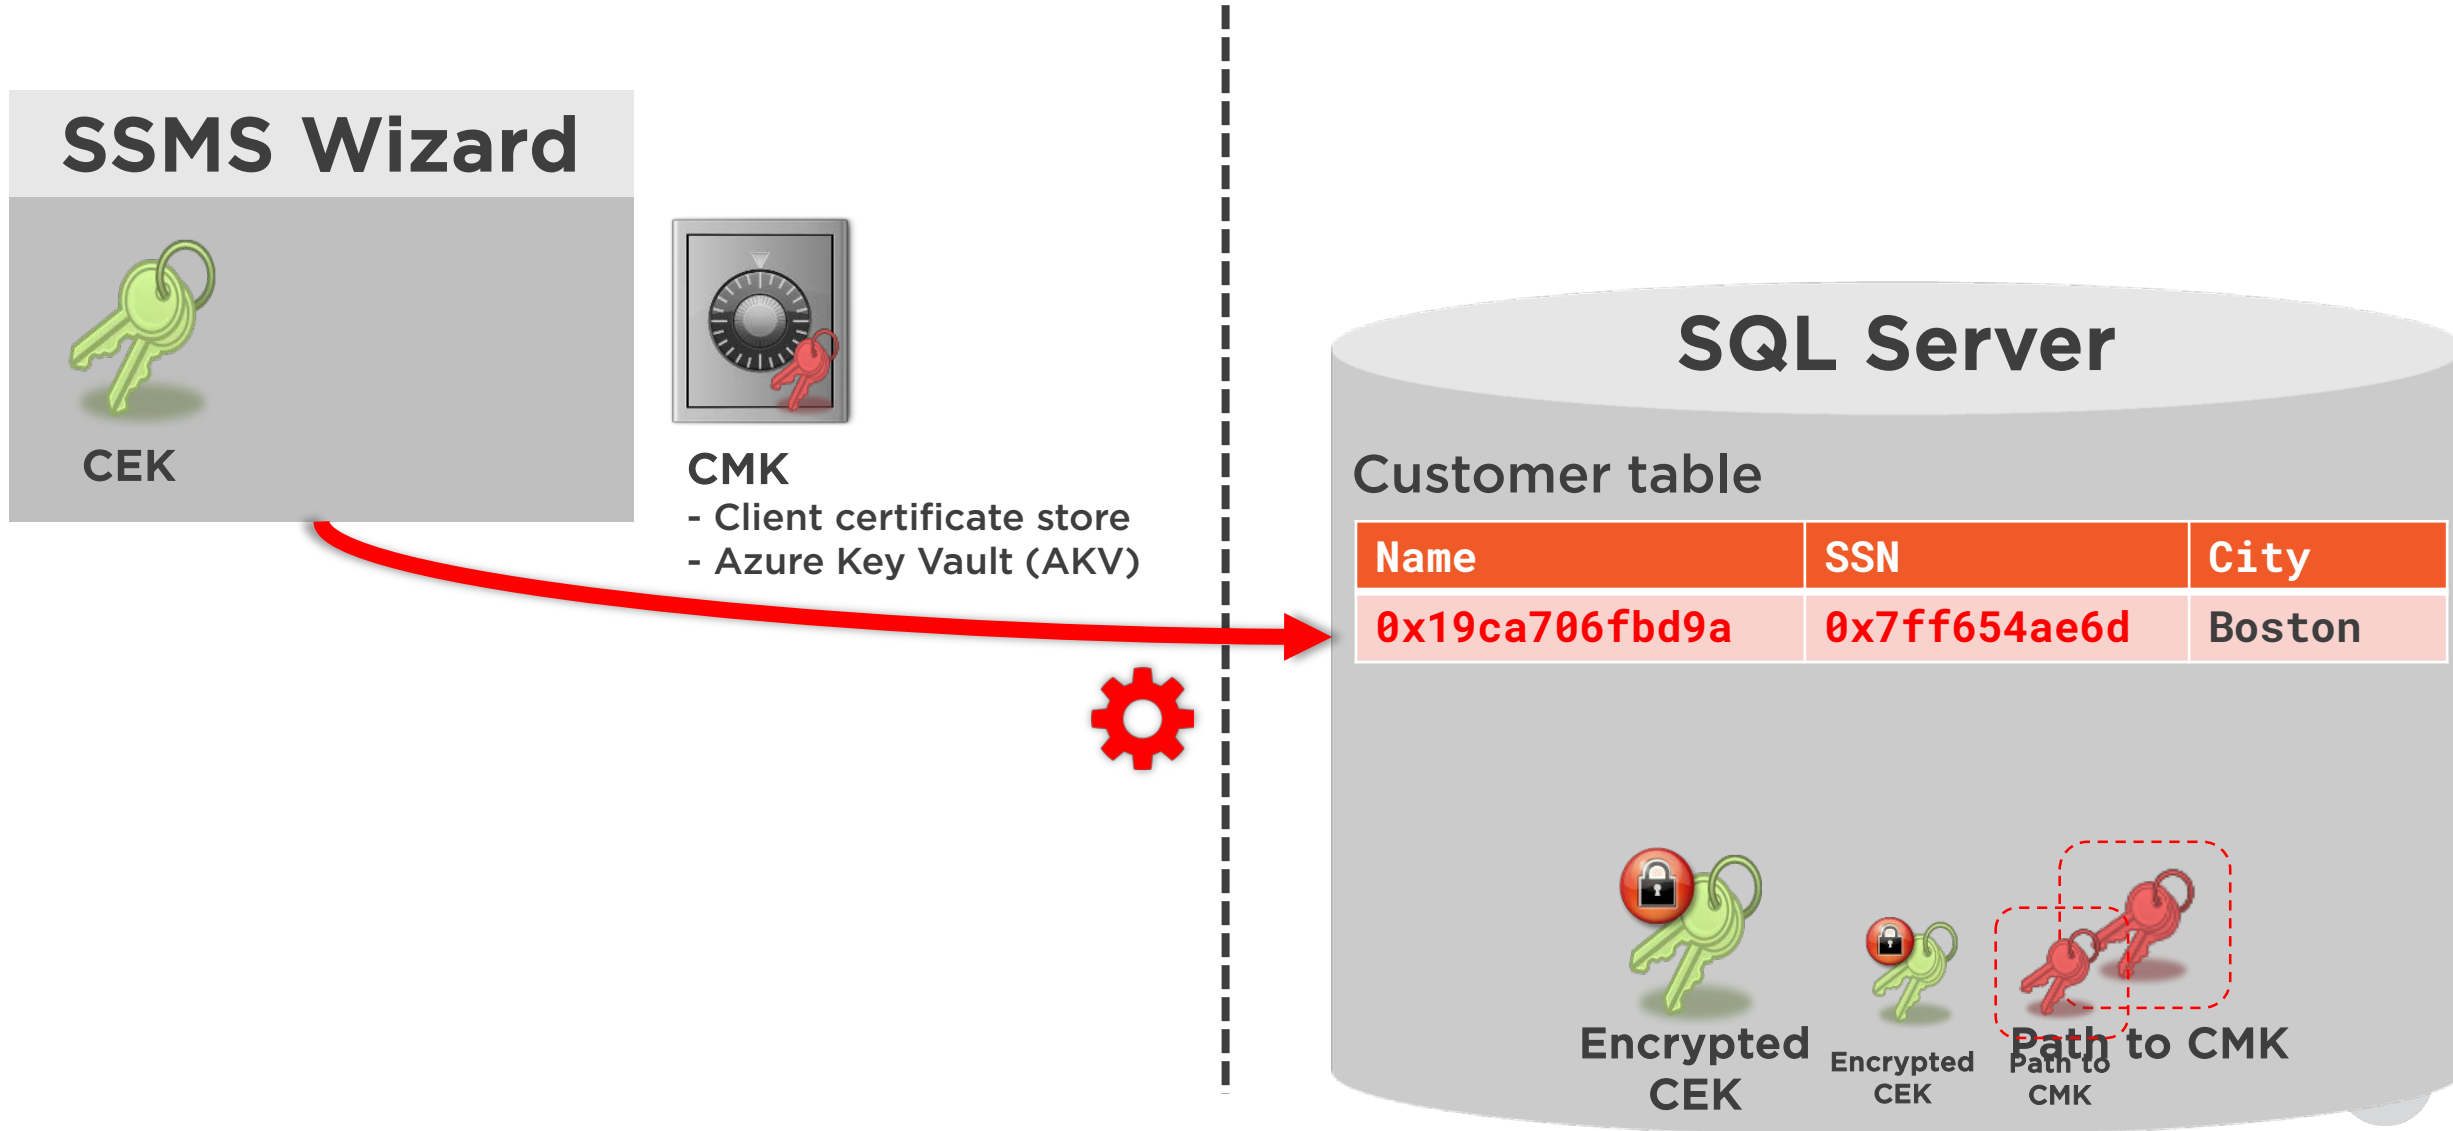 SSMS Wizard
CEK
CMK
- Client certificate store
- Azure Key Vault (AKV)
SQL Server
Customer table
Name SSN City
0x19ca706fbd9a 0x7ff654ae6d Boston
Encrypted
CEK
Encrypted
CEK
Path to CMK
Path to
CMK